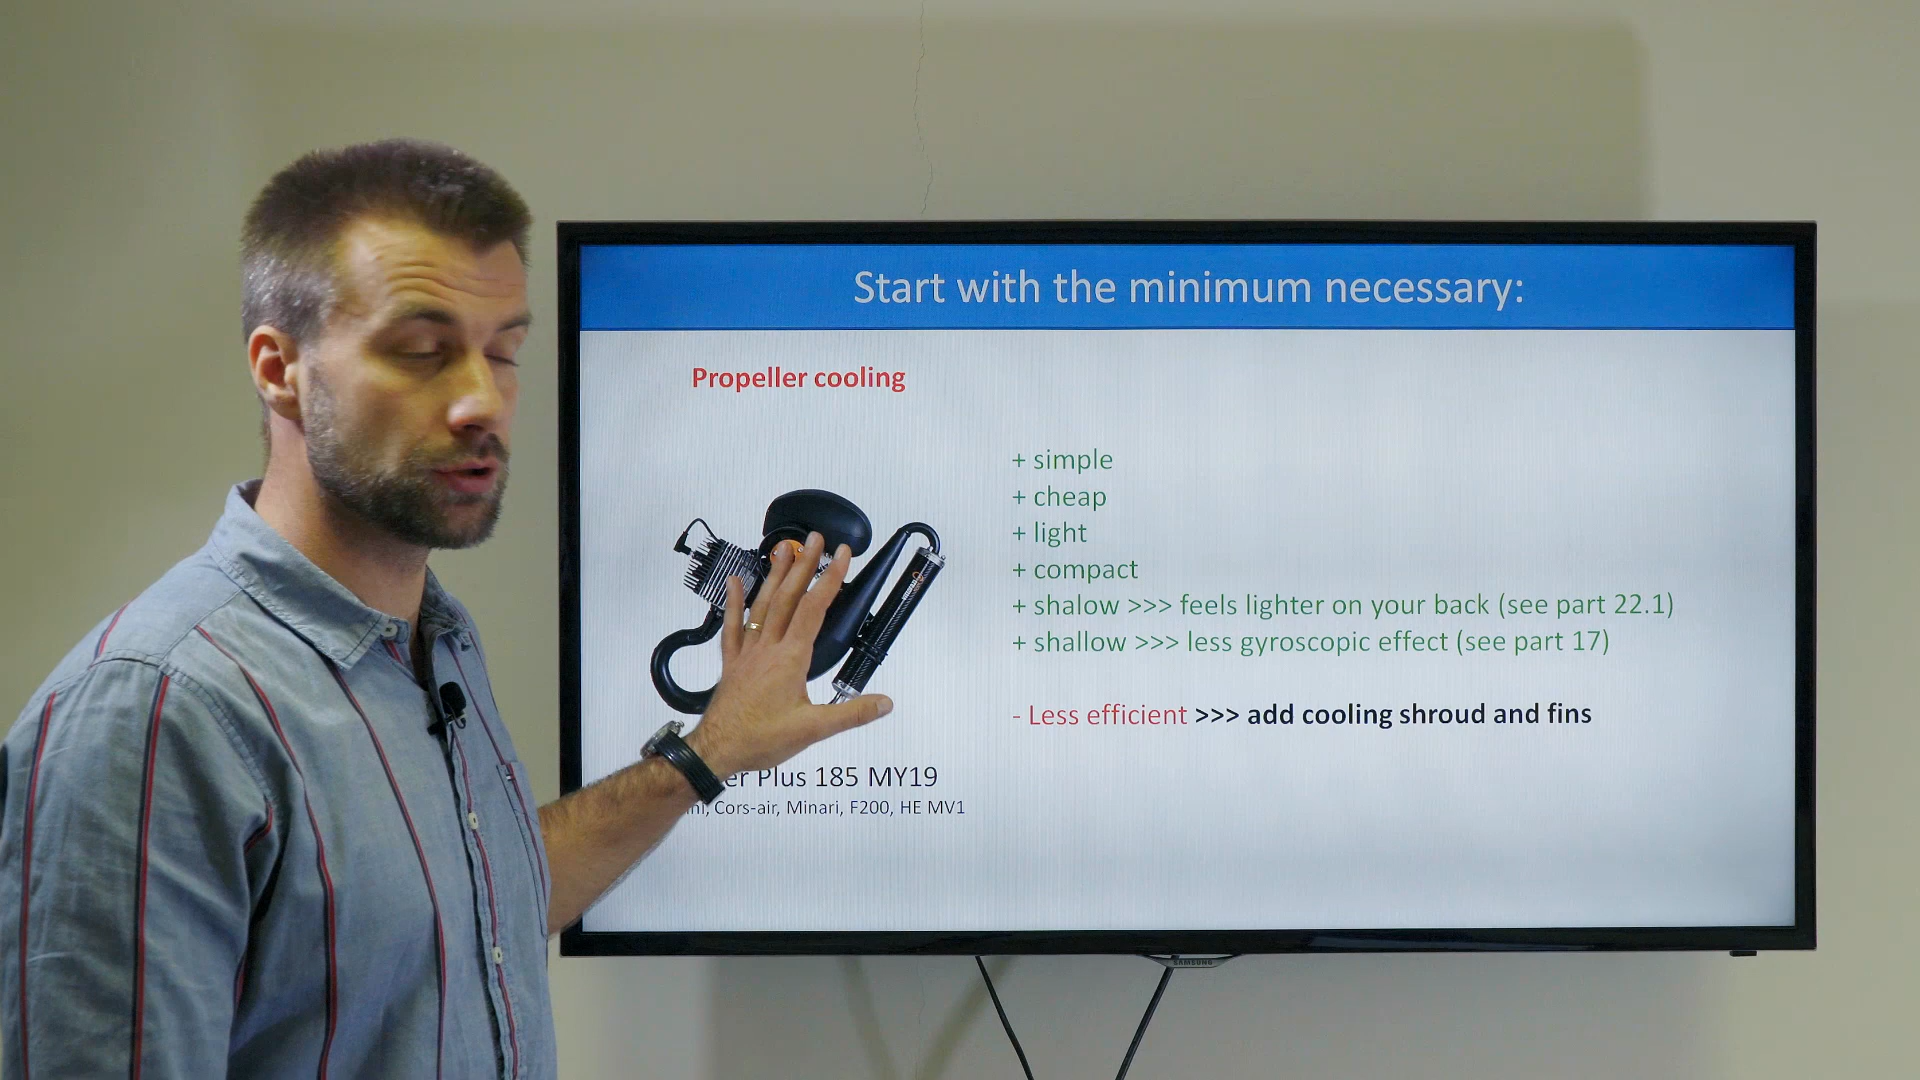 Start with the minimum necessary:
Propeller cooling
+ simple
+ cheap
+ light
+ compact
+ shalow >>> feels lighter on your back (see part 22.1)
+ shallow >>> less gyroscopic effect (see part 17)
- Less efficient >>> add cooling shroud and fins
Plus 185 MY19
Cors-air, Minari, F200, HE MV1
SAMSUNG